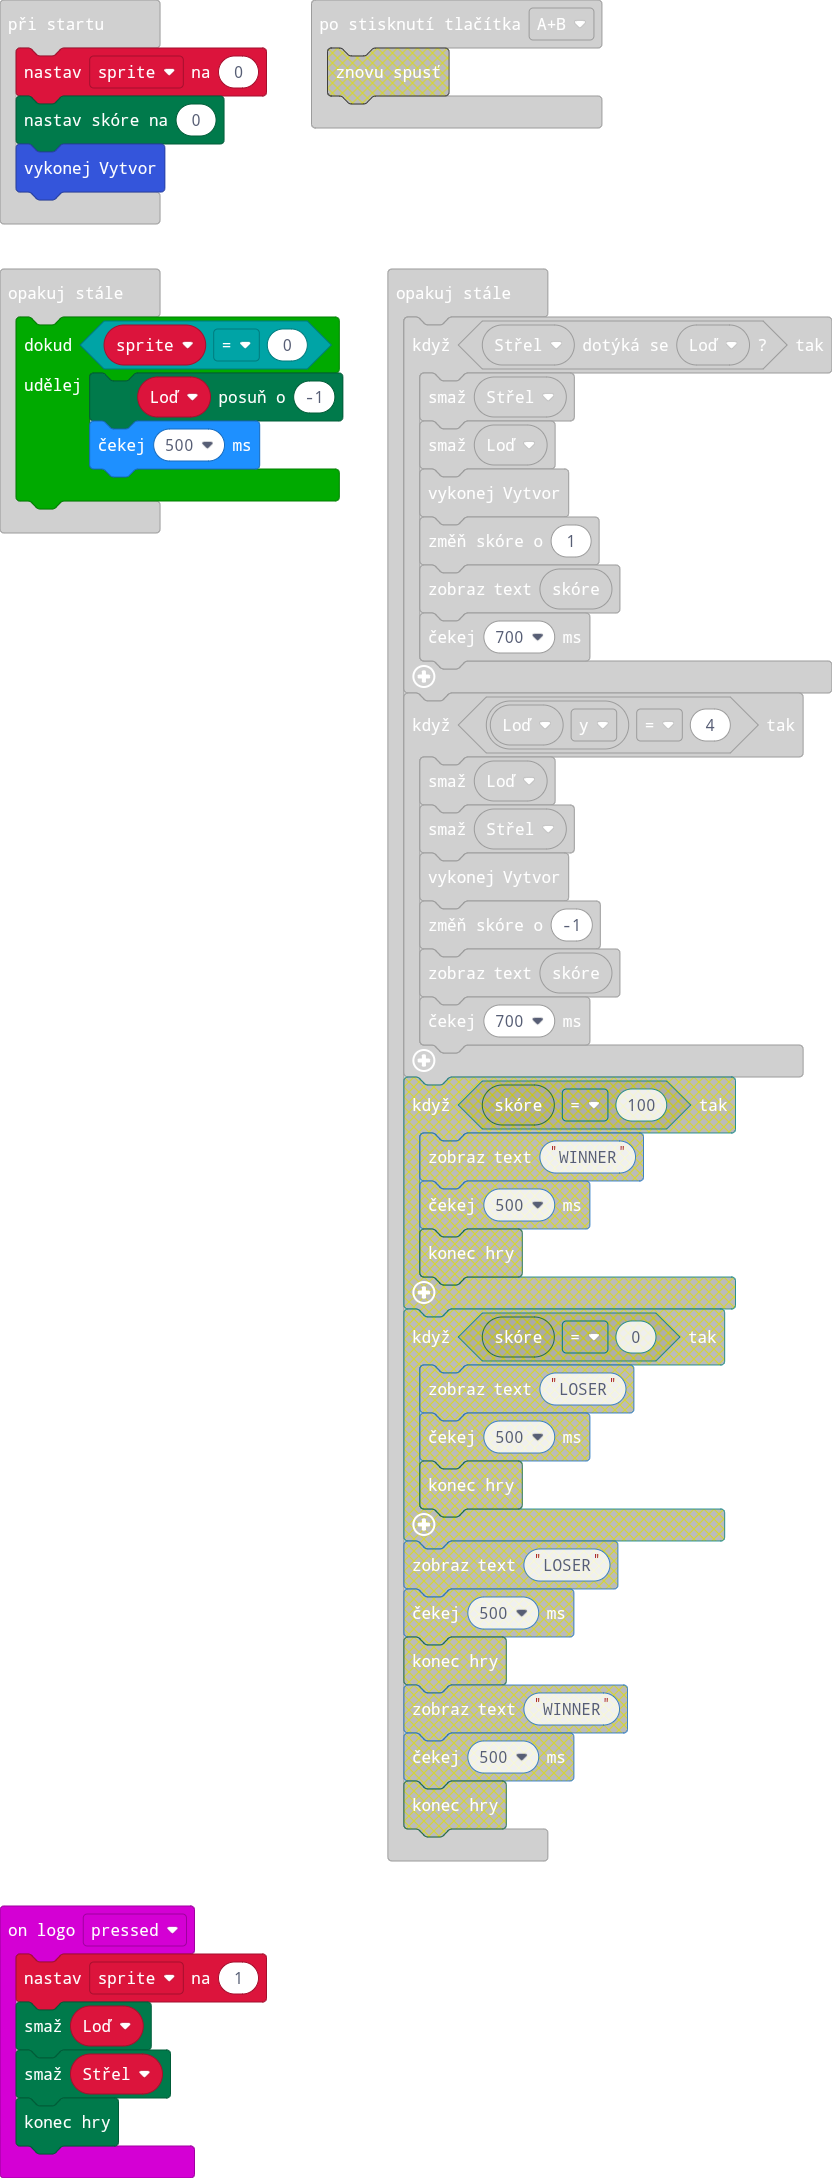 při startu
nastav sprite na 0
nastav skóre na 0
vykonej Vytvor
po stisknutí tlačítka A+B
znovu spusť
opakuj stále
dokud sprite = 0
udělej
Loď posuň o -1
čekej 500 ms
opakuj stále
když Střel dotýká se Loď ? tak
smaž Střel
smaž Loď
vykonej Vytvor
změň skóre o 1
zobraz text skóre
čekej 700 ms
když Loď y = 4 tak
smaž Loď
smaž Střel
vykonej Vytvor
změň skóre o -1
zobraz text skóre
čekej 700 ms
když skóre = 100 tak
zobraz text "WINNER"
čekej 500 ms
konec hry
když skóre = 0 tak
zobraz text "LOSER"
čekej 500 ms
konec hry
zobraz text "LOSER"
čekej 500 ms
konec hry
zobraz text "WINNER"
čekej 500 ms
konec hry
on logo pressed
nastav sprite na 1
smaž Loď
smaž Střel
konec hry